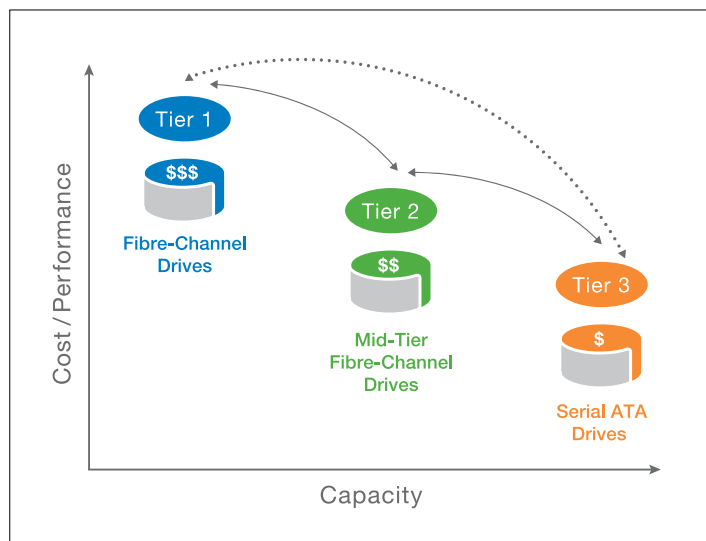 Cost / Performance
Tier 1
$$$
Fibre-Channel
Drives
Tier 2
$$
Mid-Tier
Fibre-Channel
Drives
Tier 3
$
Serial ATA
Drives
Capacity